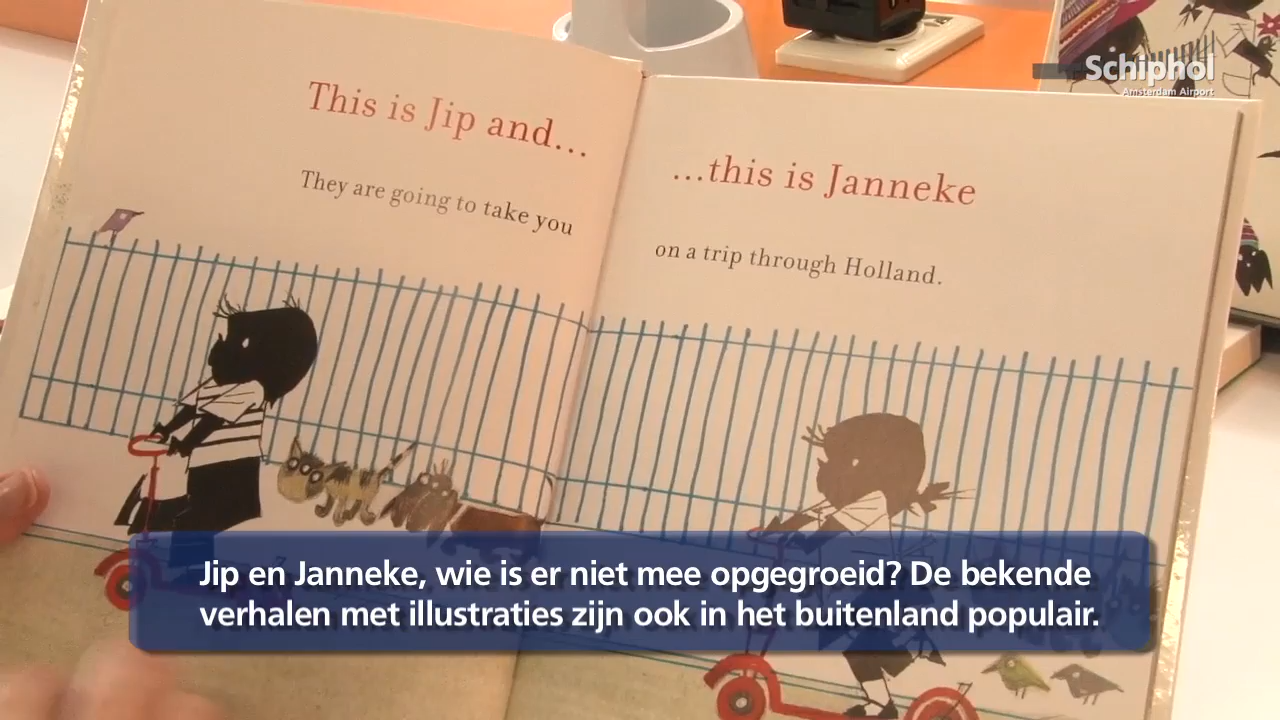 Schiphol
Amsterdam Airport
This is Jip and...
They are going to take you
...this is Janneke
on a trip through Holland.
Jip en Janneke, wie is er niet mee opgegroeid? De bekende
verhalen met illustraties zijn ook in het buitenland populair.